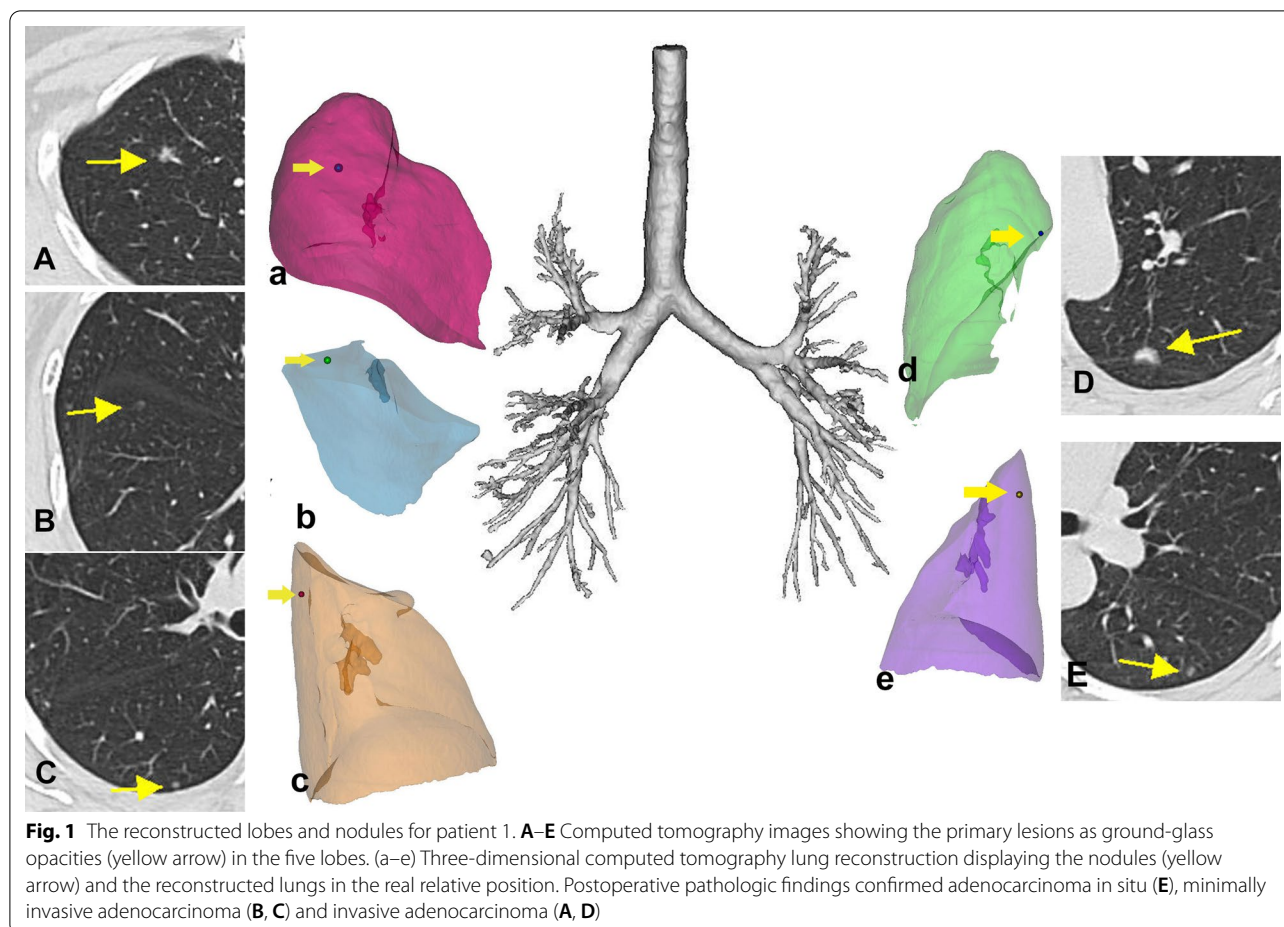 A
a
B
b
C
c
d
D
e
E
Fig. 1 The reconstructed lobes and nodules for patient 1. A–E Computed tomography images showing the primary lesions as ground-glass
opacities (yellow arrow) in the five lobes. (a–e) Three-dimensional computed tomography lung reconstruction displaying the nodules (yellow
arrow) and the reconstructed lungs in the real relative position. Postoperative pathologic findings confirmed adenocarcinoma in situ (E), minimally
invasive adenocarcinoma (B, C) and invasive adenocarcinoma (A, D)